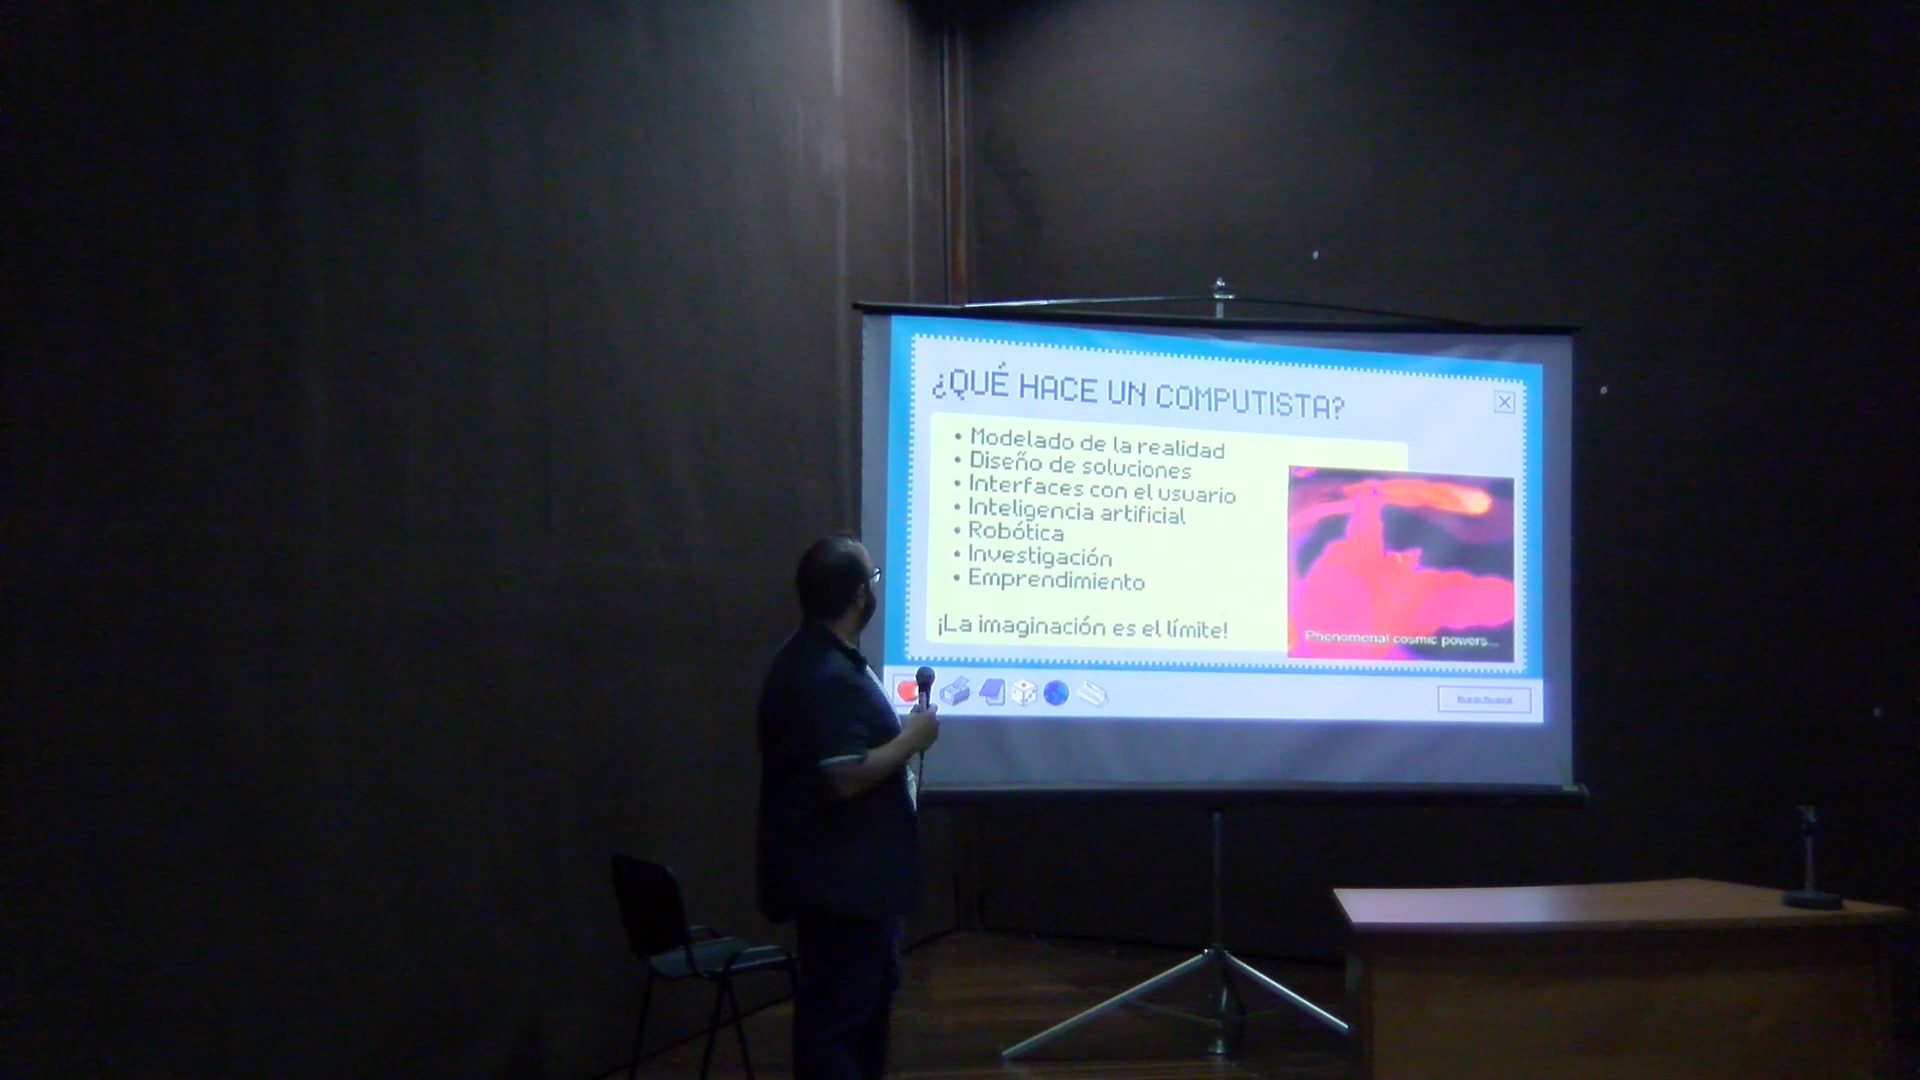 ¿QUÉ HACE UN COMPUTISTA?
• Modelado de la realidad
• Diseño de soluciones
• Interfaces con el usuario
• Inteligencia artificial
• Robótica
• Investigación
• Emprendimiento
¡La imaginación es el límite!
Phenomenal cosmic powers...